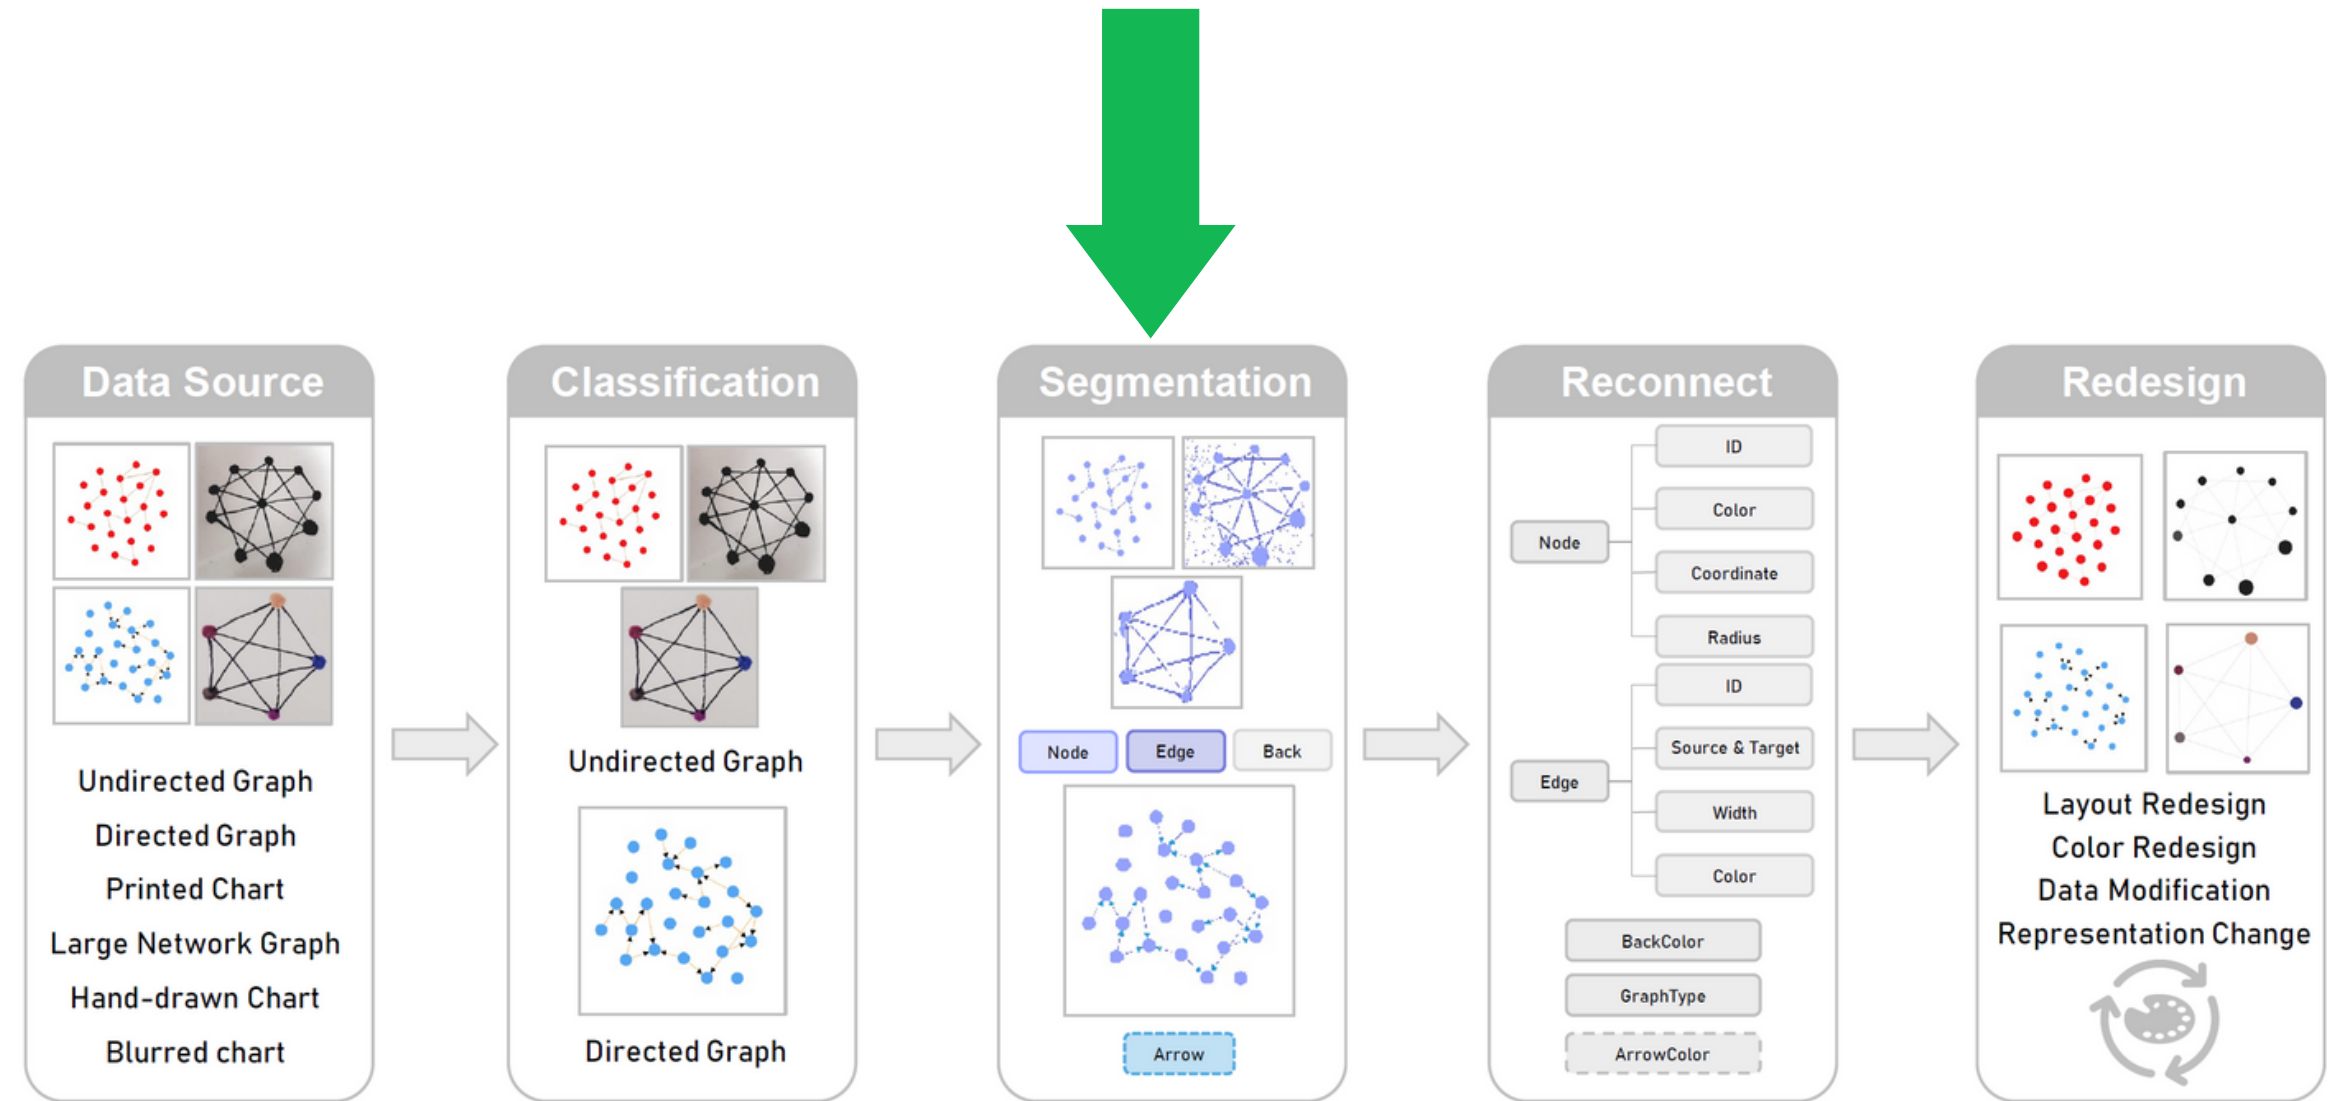 Data Source
Undirected Graph
Directed Graph
Printed Chart
Large Network Graph
Hand-drawn Chart
Blurred chart
Classification
Undirected Graph
Directed Graph
Segmentation
Node
Edge
Back
Arrow
Reconnect
Node
ID
Color
Coordinate
Radius
Edge
ID
Source & Target
Width
Color
BackColor
GraphType
ArrowColor
Redesign
Layout Redesign
Color Redesign
Data Modification
Representation Change